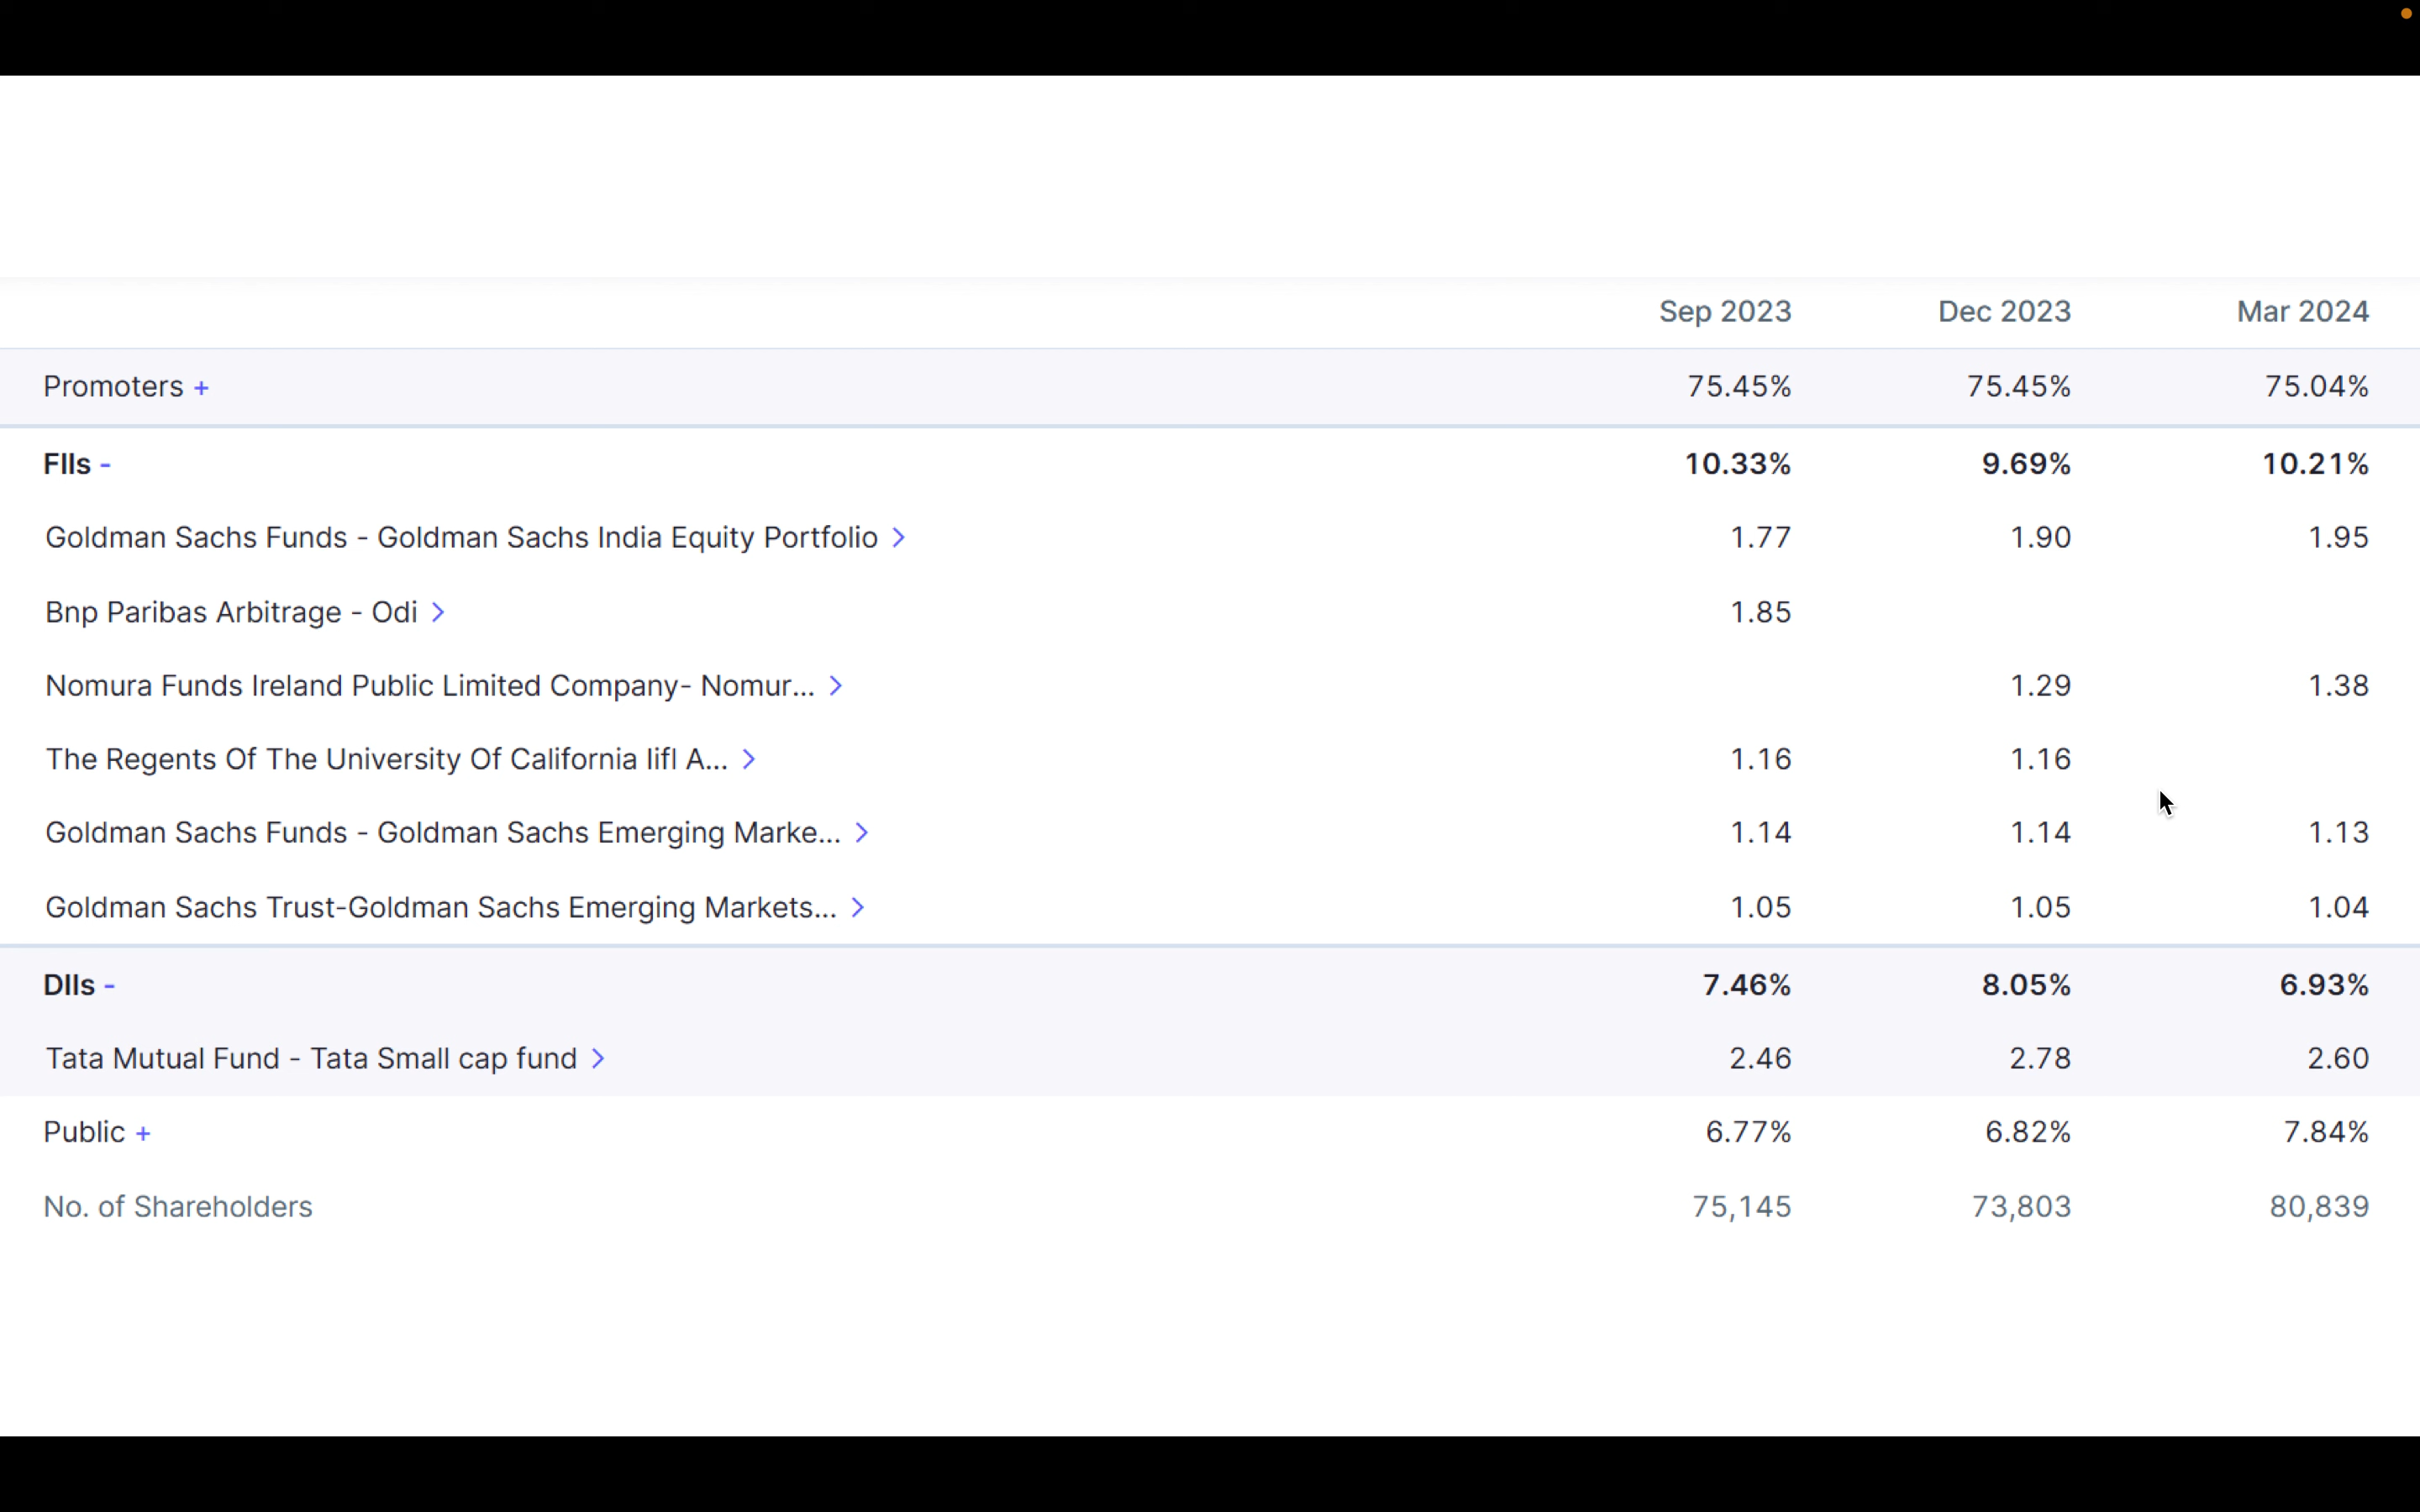 Sep 2023 Dec 2023 Mar 2024
Promoters + 75.45% 75.45% 75.04%
FIIs - 10.33% 9.69% 10.21%
Goldman Sachs Funds - Goldman Sachs India Equity Portfolio > 1.77 1.90 1.95
Bnp Paribas Arbitrage - Odi > 1.85
Nomura Funds Ireland Public Limited Company- Nomur... > 1.29 1.38
The Regents Of The University Of California Iifl A... > 1.16 1.16
Goldman Sachs Funds - Goldman Sachs Emerging Marke... > 1.14 1.14 1.13
Goldman Sachs Trust-Goldman Sachs Emerging Markets... > 1.05 1.05 1.04
DIIs - 7.46% 8.05% 6.93%
Tata Mutual Fund - Tata Small cap fund > 2.46 2.78 2.60
Public + 6.77% 6.82% 7.84%
No. of Shareholders 75,145 73,803 80,839